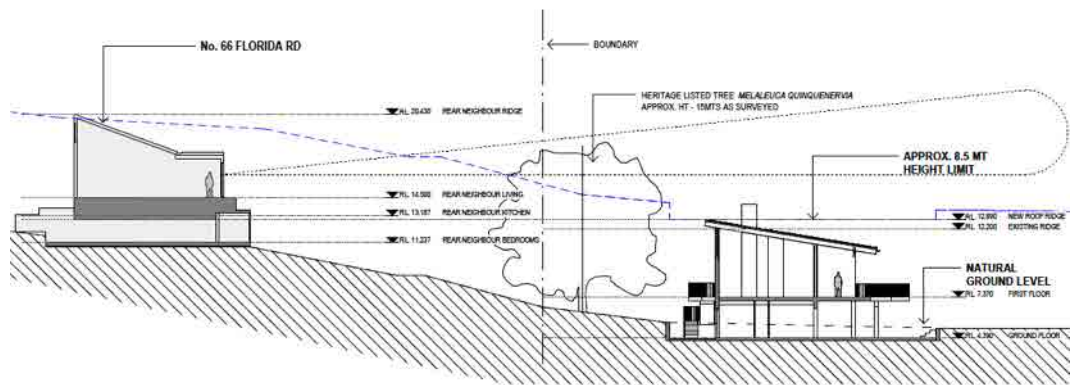 No. 66 FLORIDA RD
BOUNDARY
HERITAGE LISTED TREE MELALEUCA QUINQUENERVIA
APPROX. HT - 15MTS AS SURVEYED
RL 20.430 REAR NEIGHBOUR RIDGE
APPROX. 8.5 MT
HEIGHT LIMIT
RL 14.500 REAR NEIGHBOUR LIVING
RL 13.187 REAR NEIGHBOUR KITCHEN
RL 12.890 NEW ROOF RIDGE
RL 12.200 EXISTING RIDGE
RL 11.237 REAR NEIGHBOUR BEDROOMS
NATURAL
GROUND LEVEL
RL 7.370 FIRST FLOOR
RL GROUND FLOOR